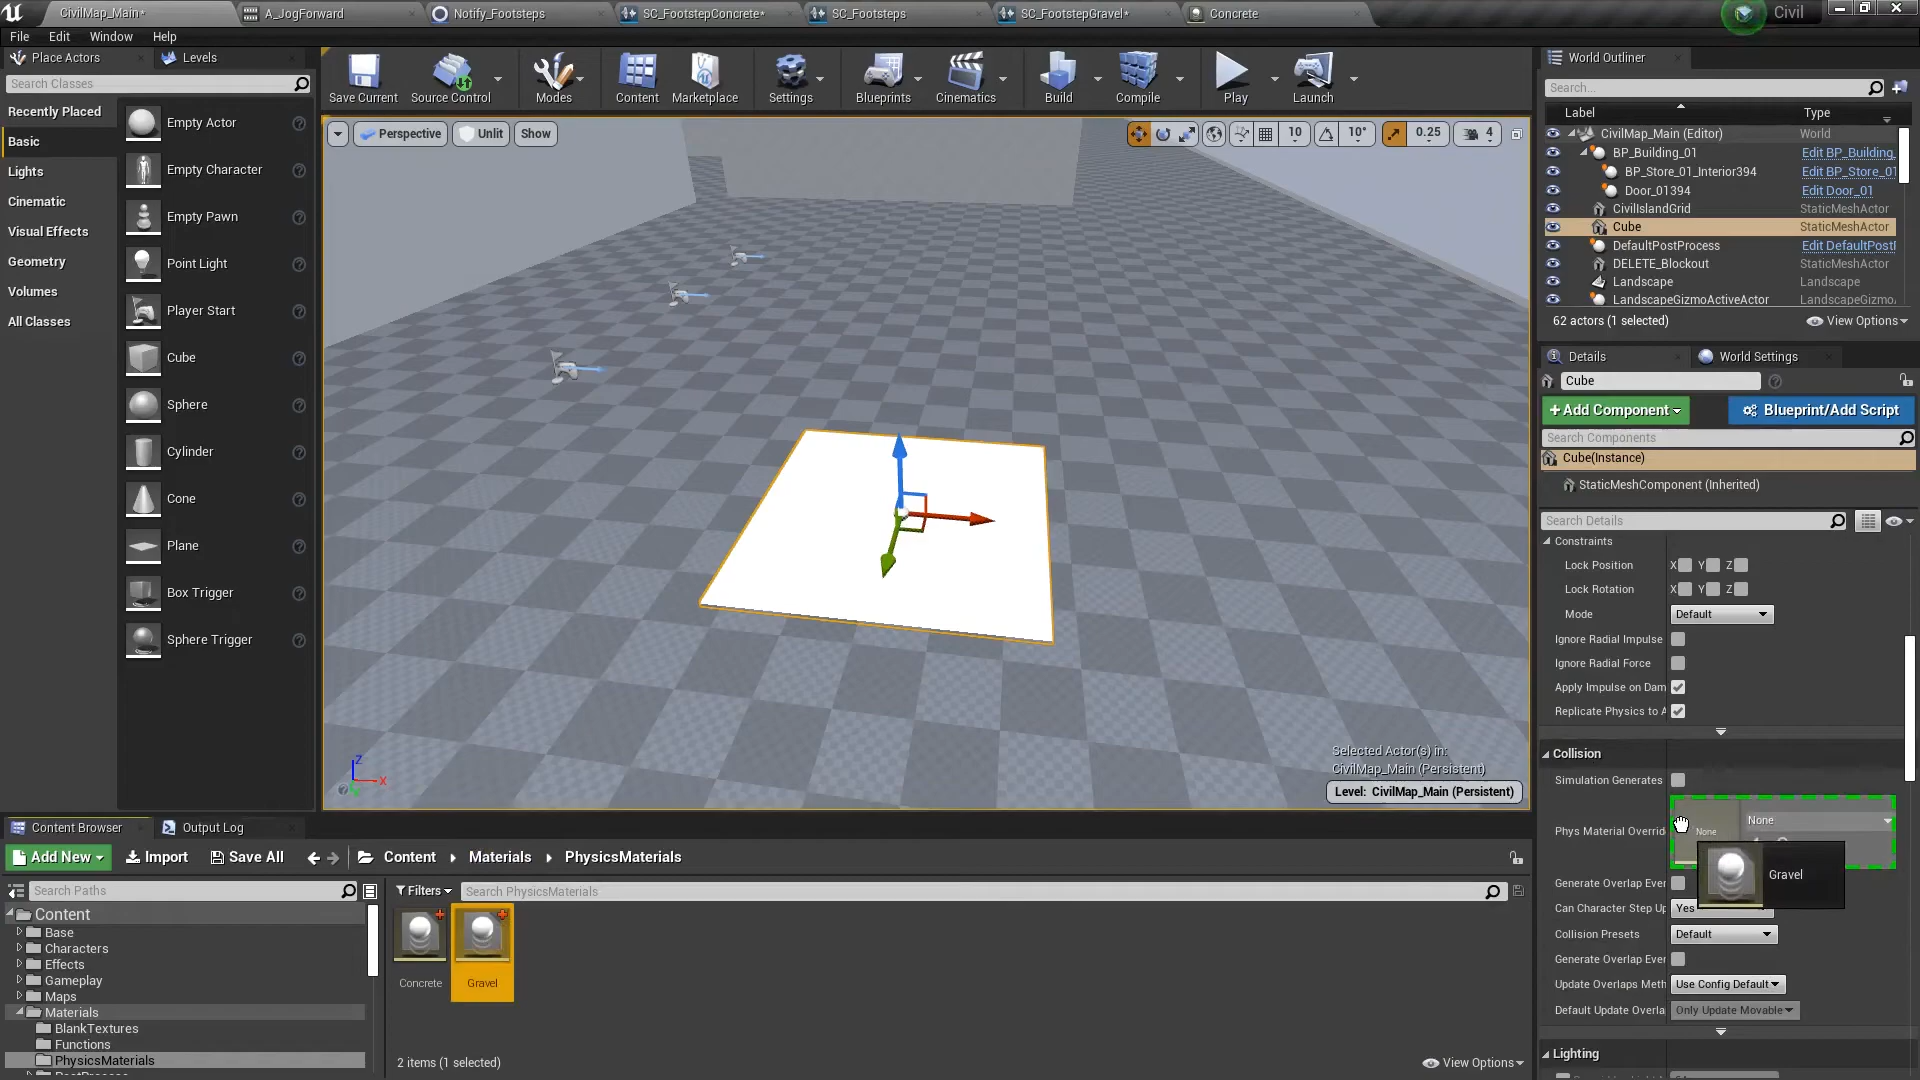 CivilMap_Main*
A_JogForward
Notify_Footsteps
SC_FootstepConcrete*
SC_Footsteps
SC_FootstepGravel*
Concrete
Civil
File Edit Window Help
Place Actors
Levels
Search Classes
Recently Placed
Basic
Lights
Cinematic
Visual Effects
Geometry
Volumes
All Classes
Empty Actor
Empty Character
Empty Pawn
Point Light
Player Start
Cube
Sphere
Cylinder
Cone
Plane
Box Trigger
Sphere Trigger
Save Current
Source Control
Modes
Content
Marketplace
Settings
Blueprints
Cinematics
Build
Compile
Play
Launch
Perspective
Unlit
Show
10
10°
0.25
4
Z
X
Selected Actor(s) in:
CivilMap_Main (Persistent)
Level: CivilMap_Main (Persistent)
World Outliner
Search...
Label Type
CivilMap_Main (Editor) World
BP_Building_01 Edit BP_Building_
BP_Store_01_Interior394 Edit BP_Store_01
Door_01394 Edit Door_01
CivilIslandGrid StaticMeshActor
Cube StaticMeshActor
DefaultPostProcess Edit DefaultPostI
DELETE_Blockout StaticMeshActor
Landscape Landscape
LandscapeGizmoActiveActor LandscapeGizmo
62 actors (1 selected)
View Options
Details
World Settings
Cube
+Add Component
Blueprint/Add Script
Search Components
Cube(Instance)
StaticMeshComponent (Inherited)
Search Details
Constraints
Lock Position X Y Z
Lock Rotation X Y Z
Mode Default
Ignore Radial Impulse
Ignore Radial Force
Apply Impulse on Dam
Replicate Physics to A
Collision
Simulation Generates
Phys Material Overrid
None
None
Gravel
Generate Overlap Ever
Can Character Step Up Yes
Collision Presets Default
Generate Overlap Ever
Update Overlaps Meth Use Config Default
Default Update Overla Only Update Movable
Lighting
Content Browser
Output Log
Add New
Import
Save All
Content
Materials
PhysicsMaterials
Search Paths
Filters
Search PhysicsMaterials
Content
Base
Characters
Effects
Gameplay
Maps
Materials
BlankTextures
Functions
PhysicsMaterials
Concrete
Gravel
2 items (1 selected)
View Options